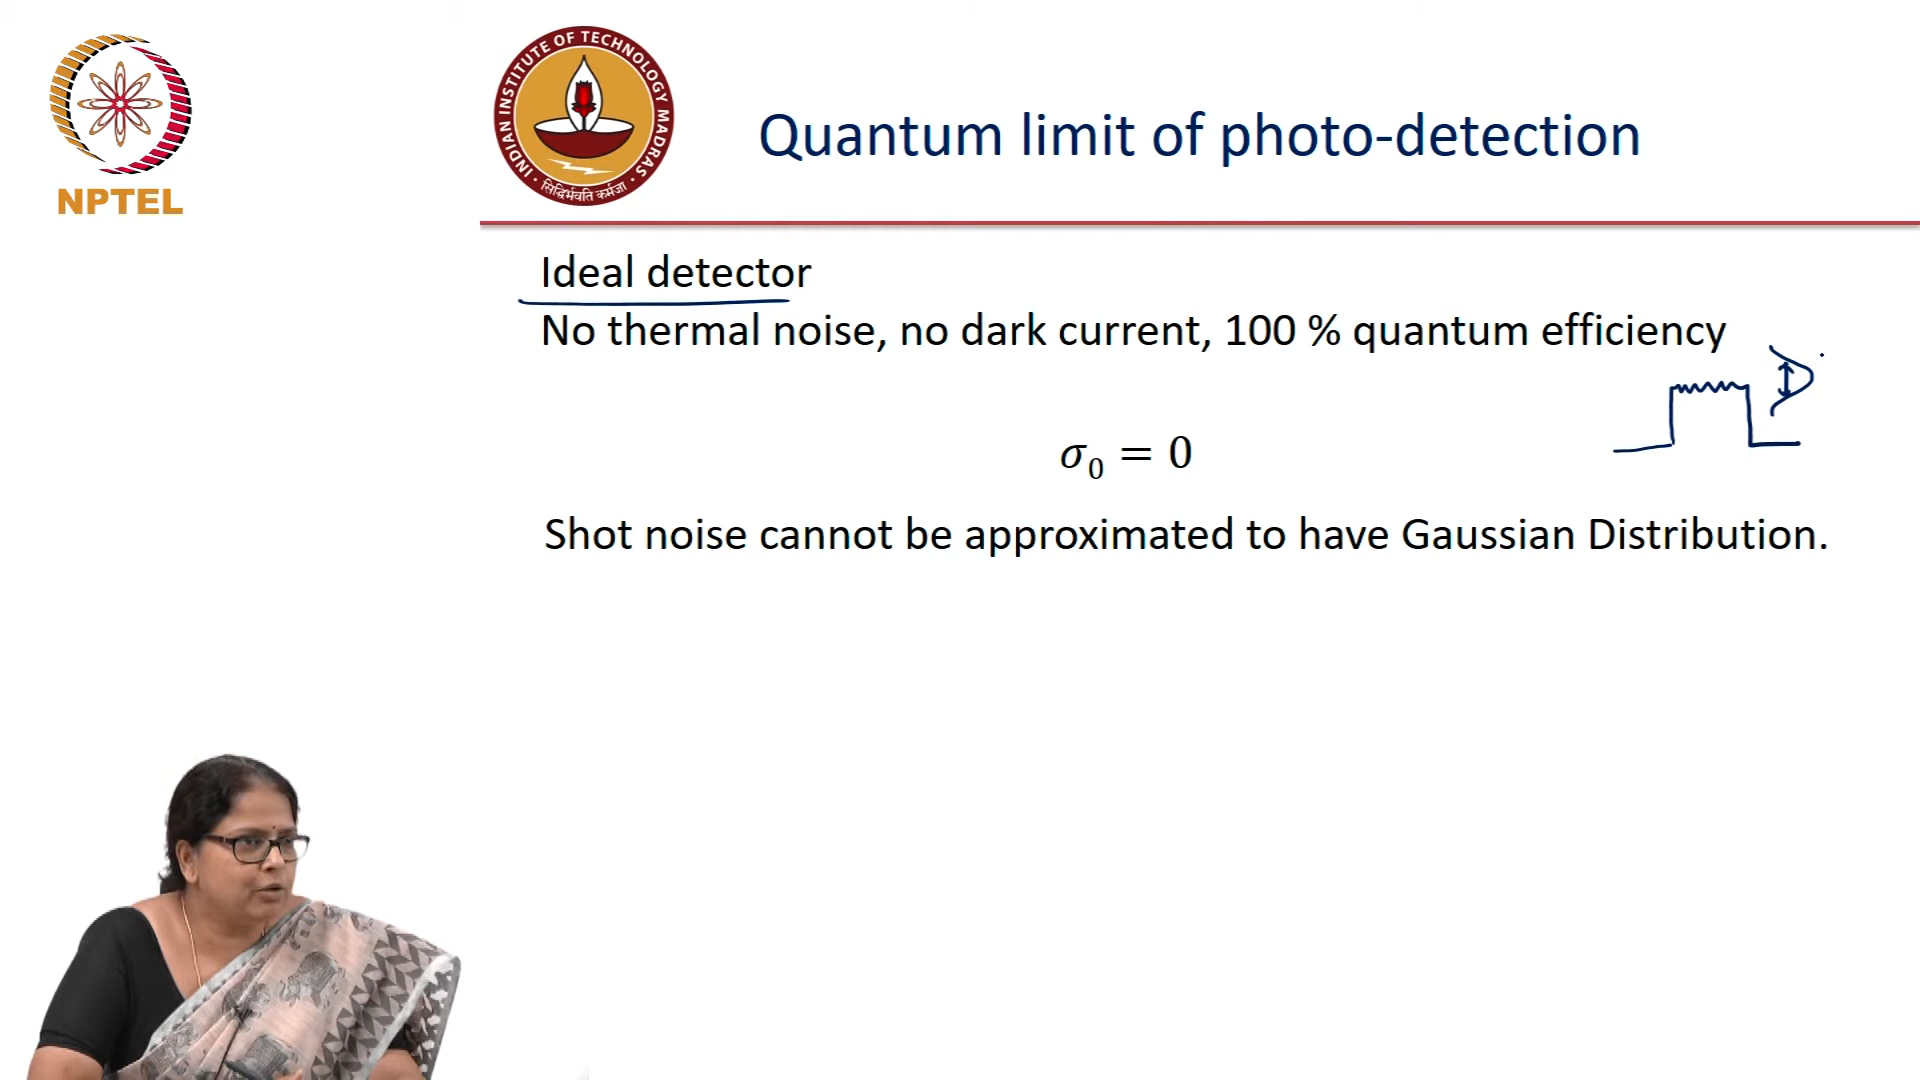 NPTEL
INDIAN INSTITUTE OF TECHNOLOGY MADRAS
सिद्धिर्भवति कर्मजा
Quantum limit of photo-detection
Ideal detector
No thermal noise, no dark current, 100 % quantum efficiency
σ₀ = 0
Shot noise cannot be approximated to have Gaussian Distribution.